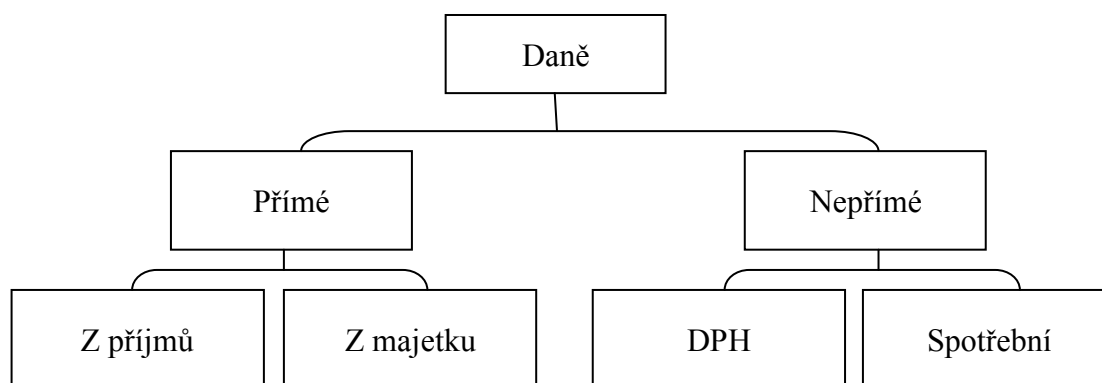 Daně
Přímé
Nepřímé
Z příjmů
Z majetku
DPH
Spotřební